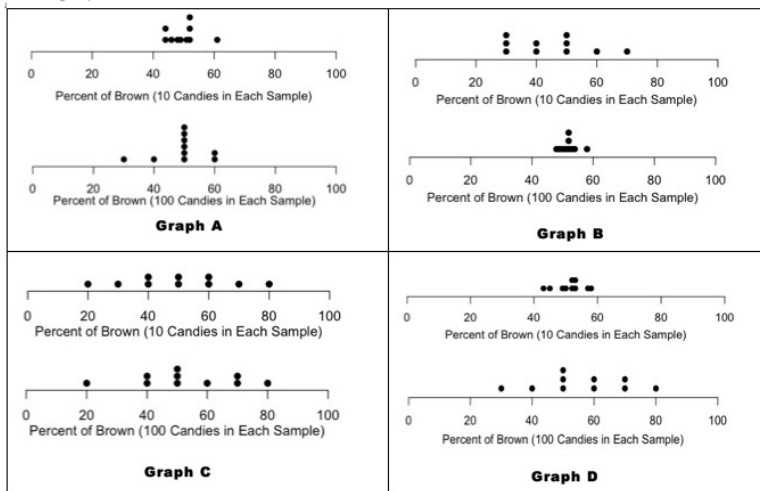 0 20 40 60 80 100
Percent of Brown (10 Candies in Each Sample)
0 20 40 60 80 100
Percent of Brown (100 Candies in Each Sample)
Graph A
0 20 40 60 80 100
Percent of Brown (10 Candies in Each Sample)
0 20 40 60 80 100
Percent of Brown (100 Candies in Each Sample)
Graph B
0 20 40 60 80 100
Percent of Brown (10 Candies in Each Sample)
0 20 40 60 80 100
Percent of Brown (100 Candies in Each Sample)
Graph C
0 20 40 60 80 100
Percent of Brown (10 Candies in Each Sample)
0 20 40 60 80 100
Percent of Brown (100 Candies in Each Sample)
Graph D